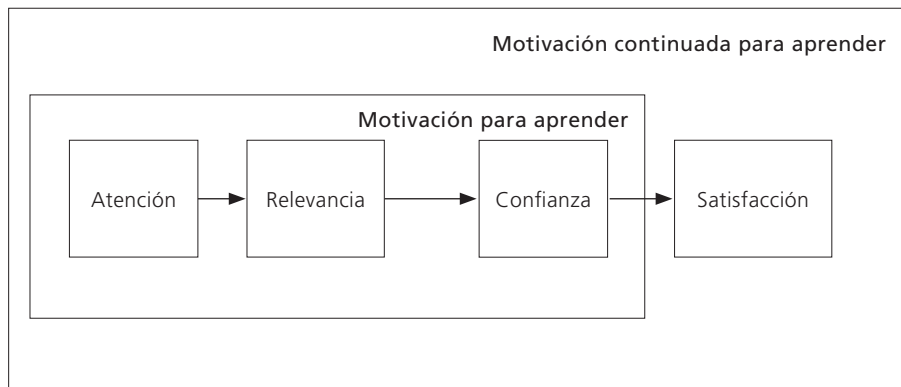 Motivación continuada para aprender
Motivación para aprender
Atención
Relevancia
Confianza
Satisfacción